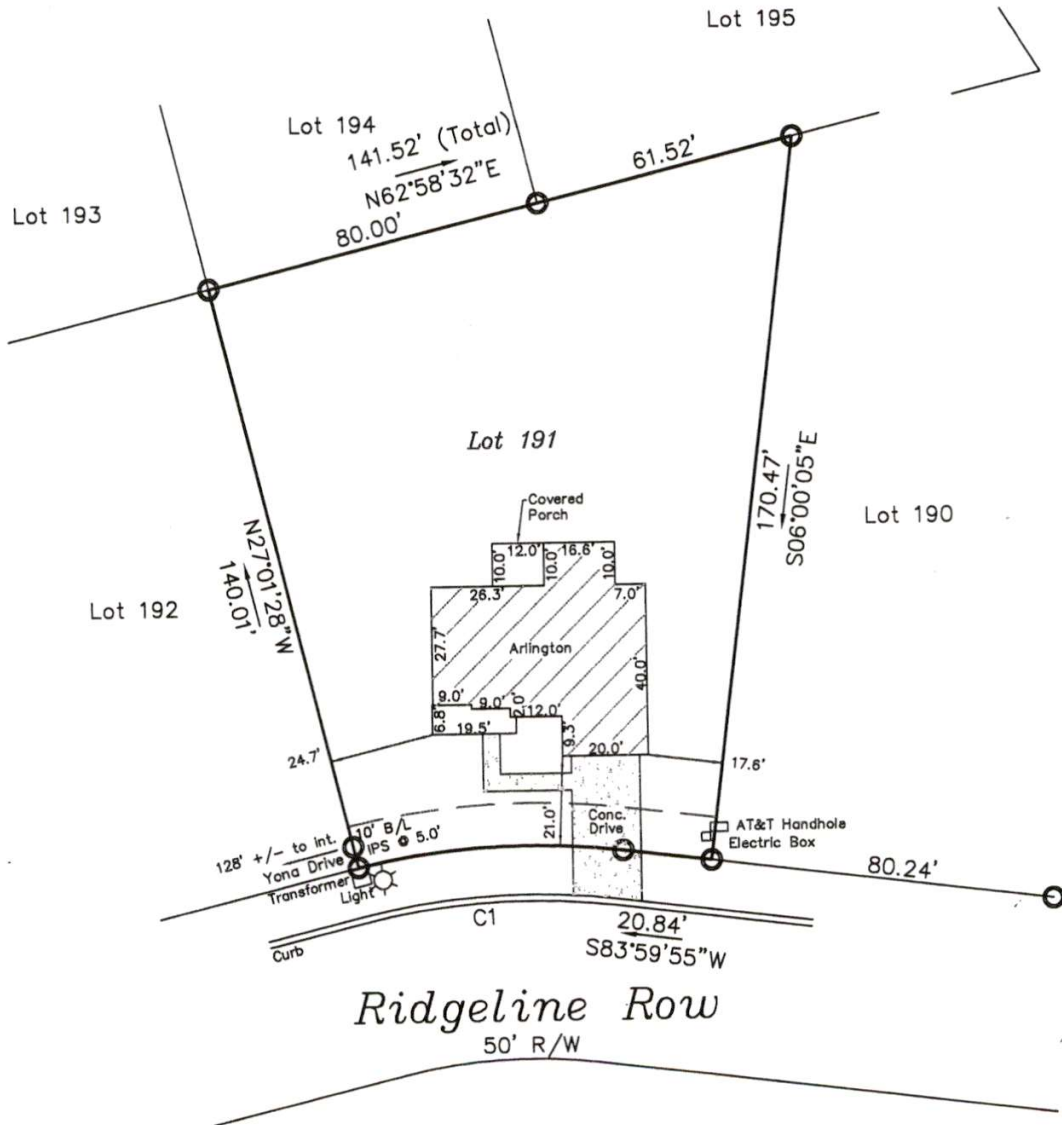 Lot 195
Lot 194
141.52' (Total)
N62°58'32"E
61.52'
80.00'
Lot 193
Lot 191
170.47'
S06°00'05"E
Lot 190
Covered
Porch
12.0'
16.6'
10.0'
10.0'
10.0'
26.3'
7.0'
N27°01'28"W
140.01'
Lot 192
27.7'
Arlington
40.0'
9.0'
9.0'
2.0'
12.0'
6.8'
19.5'
9.3'
20.0'
24.7'
17.6'
21.0'
Conc.
Drive
10' B/L
IPS @ 5.0'
128' +/- to Int.
Yona Drive
Transformer
Light
AT&T Handhole
Electric Box
80.24'
C1
20.84'
S83°59'55"W
Curb
Ridgeline Row
50' R/W